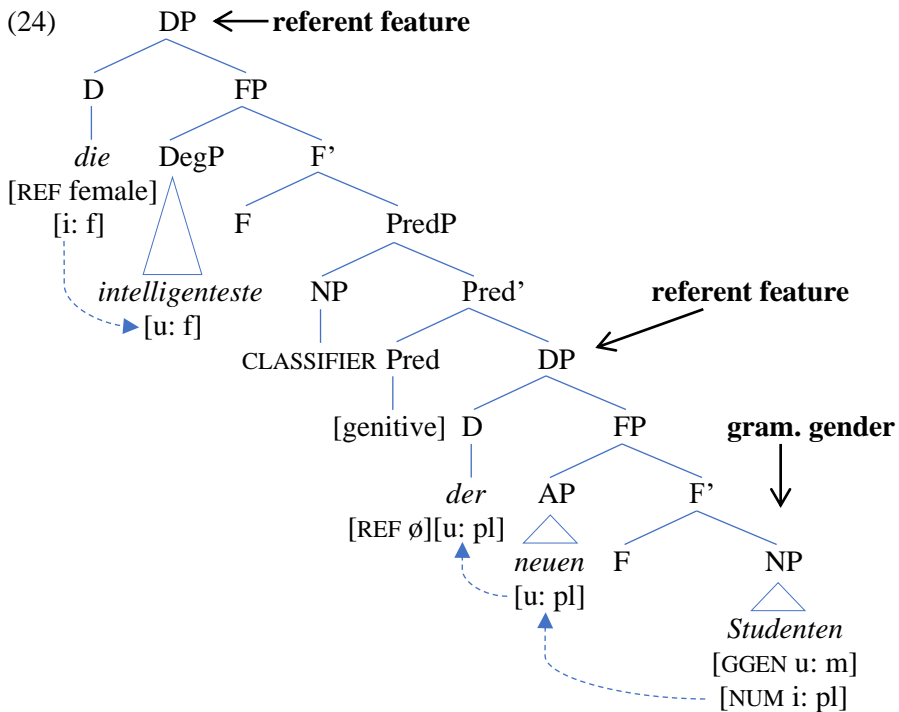 (24) DP referent feature
D FP
die DegP F’
[REF female] F PredP
[i: f]
intelligenteste NP Pred’ referent feature
[u: f]
CLASSIFIER Pred DP
[genitive] D FP gram. gender
der AP F’
[REF ø][u: pl]
neuen F NP
[u: pl]
Studenten
[GGEN u: m]
[NUM i: pl]